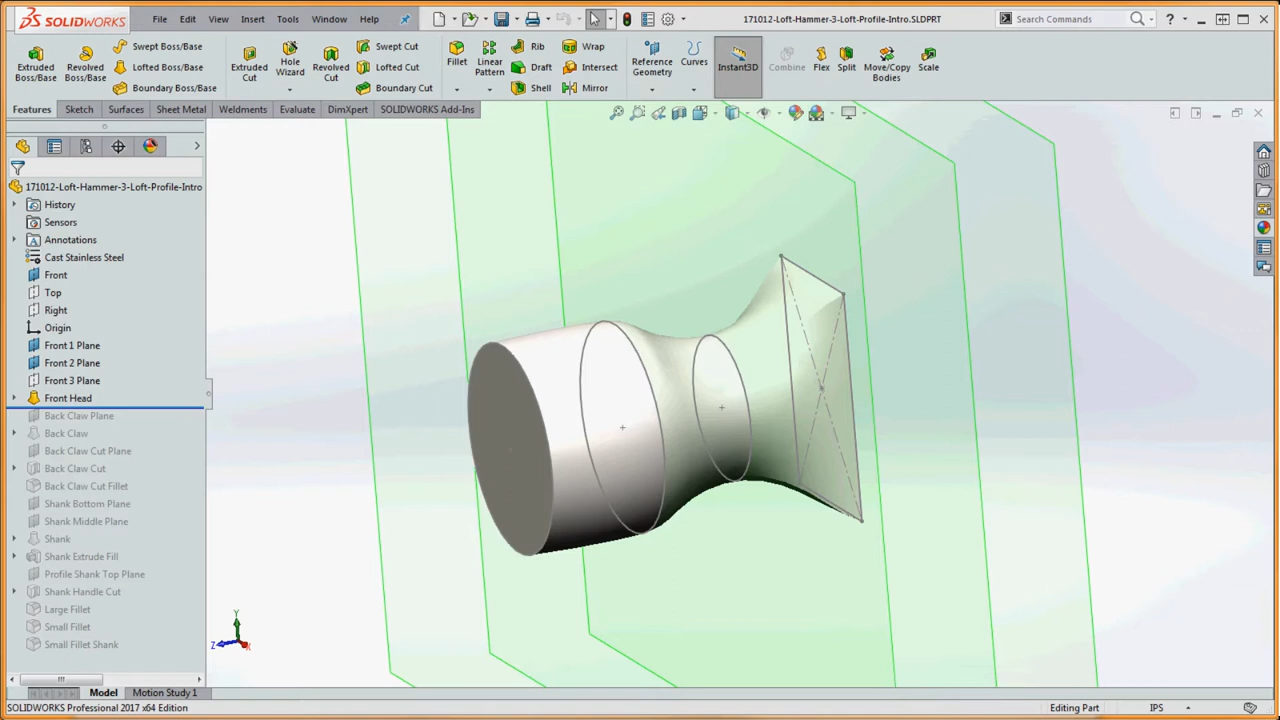 SOLIDWORKS File Edit View Insert Tools Window Help 171012-Loft-Hammer-3-Loft-Profile-Intro.SLDPRT Search Commands ?
Extruded Boss/Base
Revolved Boss/Base
Swept Boss/Base
Lofted Boss/Base
Boundary Boss/Base
Extruded Cut
Hole Wizard
Revolved Cut
Swept Cut
Lofted Cut
Boundary Cut
Fillet
Linear Pattern
Rib
Draft
Shell
Wrap
Intersect
Mirror
Reference Geometry
Curves
Instant3D
Combine
Flex
Split
Move/Copy Bodies
Scale
Features Sketch Surfaces Sheet Metal Weldments Evaluate DimXpert SOLIDWORKS Add-Ins
171012-Loft-Hammer-3-Loft-Profile-Intro
History
Sensors
Annotations
Cast Stainless Steel
Front
Top
Right
Origin
Front 1 Plane
Front 2 Plane
Front 3 Plane
Front Head
Back Claw Plane
Back Claw
Back Claw Cut Plane
Back Claw Cut
Back Claw Cut Fillet
Shank Bottom Plane
Shank Middle Plane
Shank
Shank Extrude Fill
Profile Shank Top Plane
Shank Handle Cut
Large Fillet
Small Fillet
Small Fillet Shank
Y
Z X
Model Motion Study 1
SOLIDWORKS Professional 2017 x64 Edition Editing Part IPS